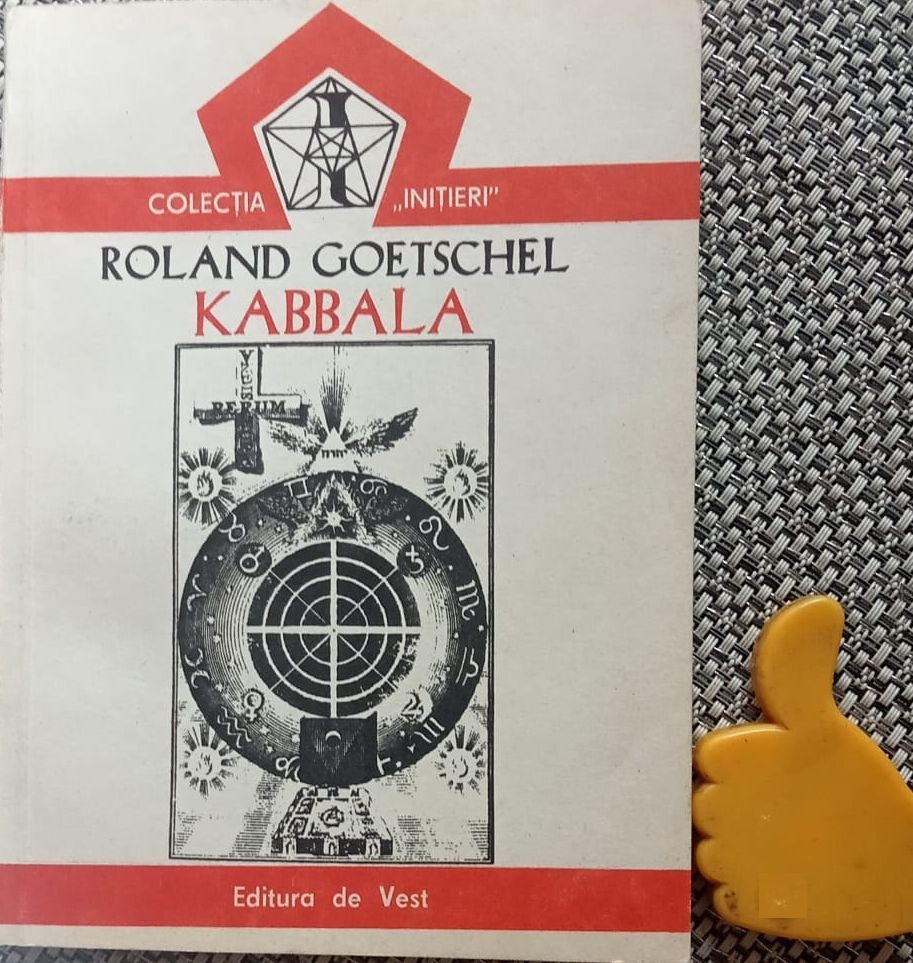 COLECȚIA „INIȚIERI”
ROLAND GOETSCHEL
KABBALA
RERUM
Editura de Vest